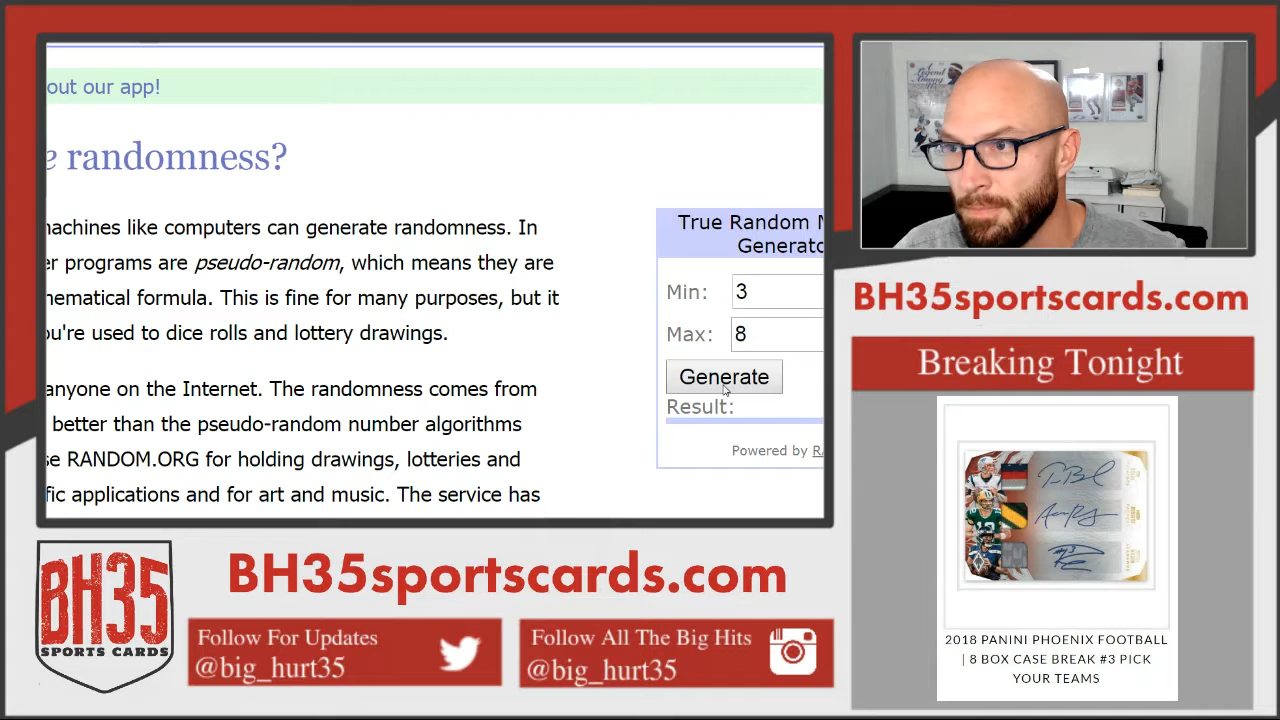 out our app!
e randomness?
machines like computers can generate randomness. In
er programs are pseudo-random, which means they are
hematical formula. This is fine for many purposes, but it
ou're used to dice rolls and lottery drawings.
anyone on the Internet. The randomness comes from
better than the pseudo-random number algorithms
se RANDOM.ORG for holding drawings, lotteries and
fic applications and for art and music. The service has
True Random N
Generato
Min: 3
Max: 8
Generate
Result:
Powered by RA
BH35sportscards.com
Breaking Tonight
2018 PANINI PHOENIX FOOTBALL
| 8 BOX CASE BREAK #3 PICK
YOUR TEAMS
BH35
SPORTS CARDS
BH35sportscards.com
Follow For Updates
@big_hurt35
Follow All The Big Hits
@big_hurt35